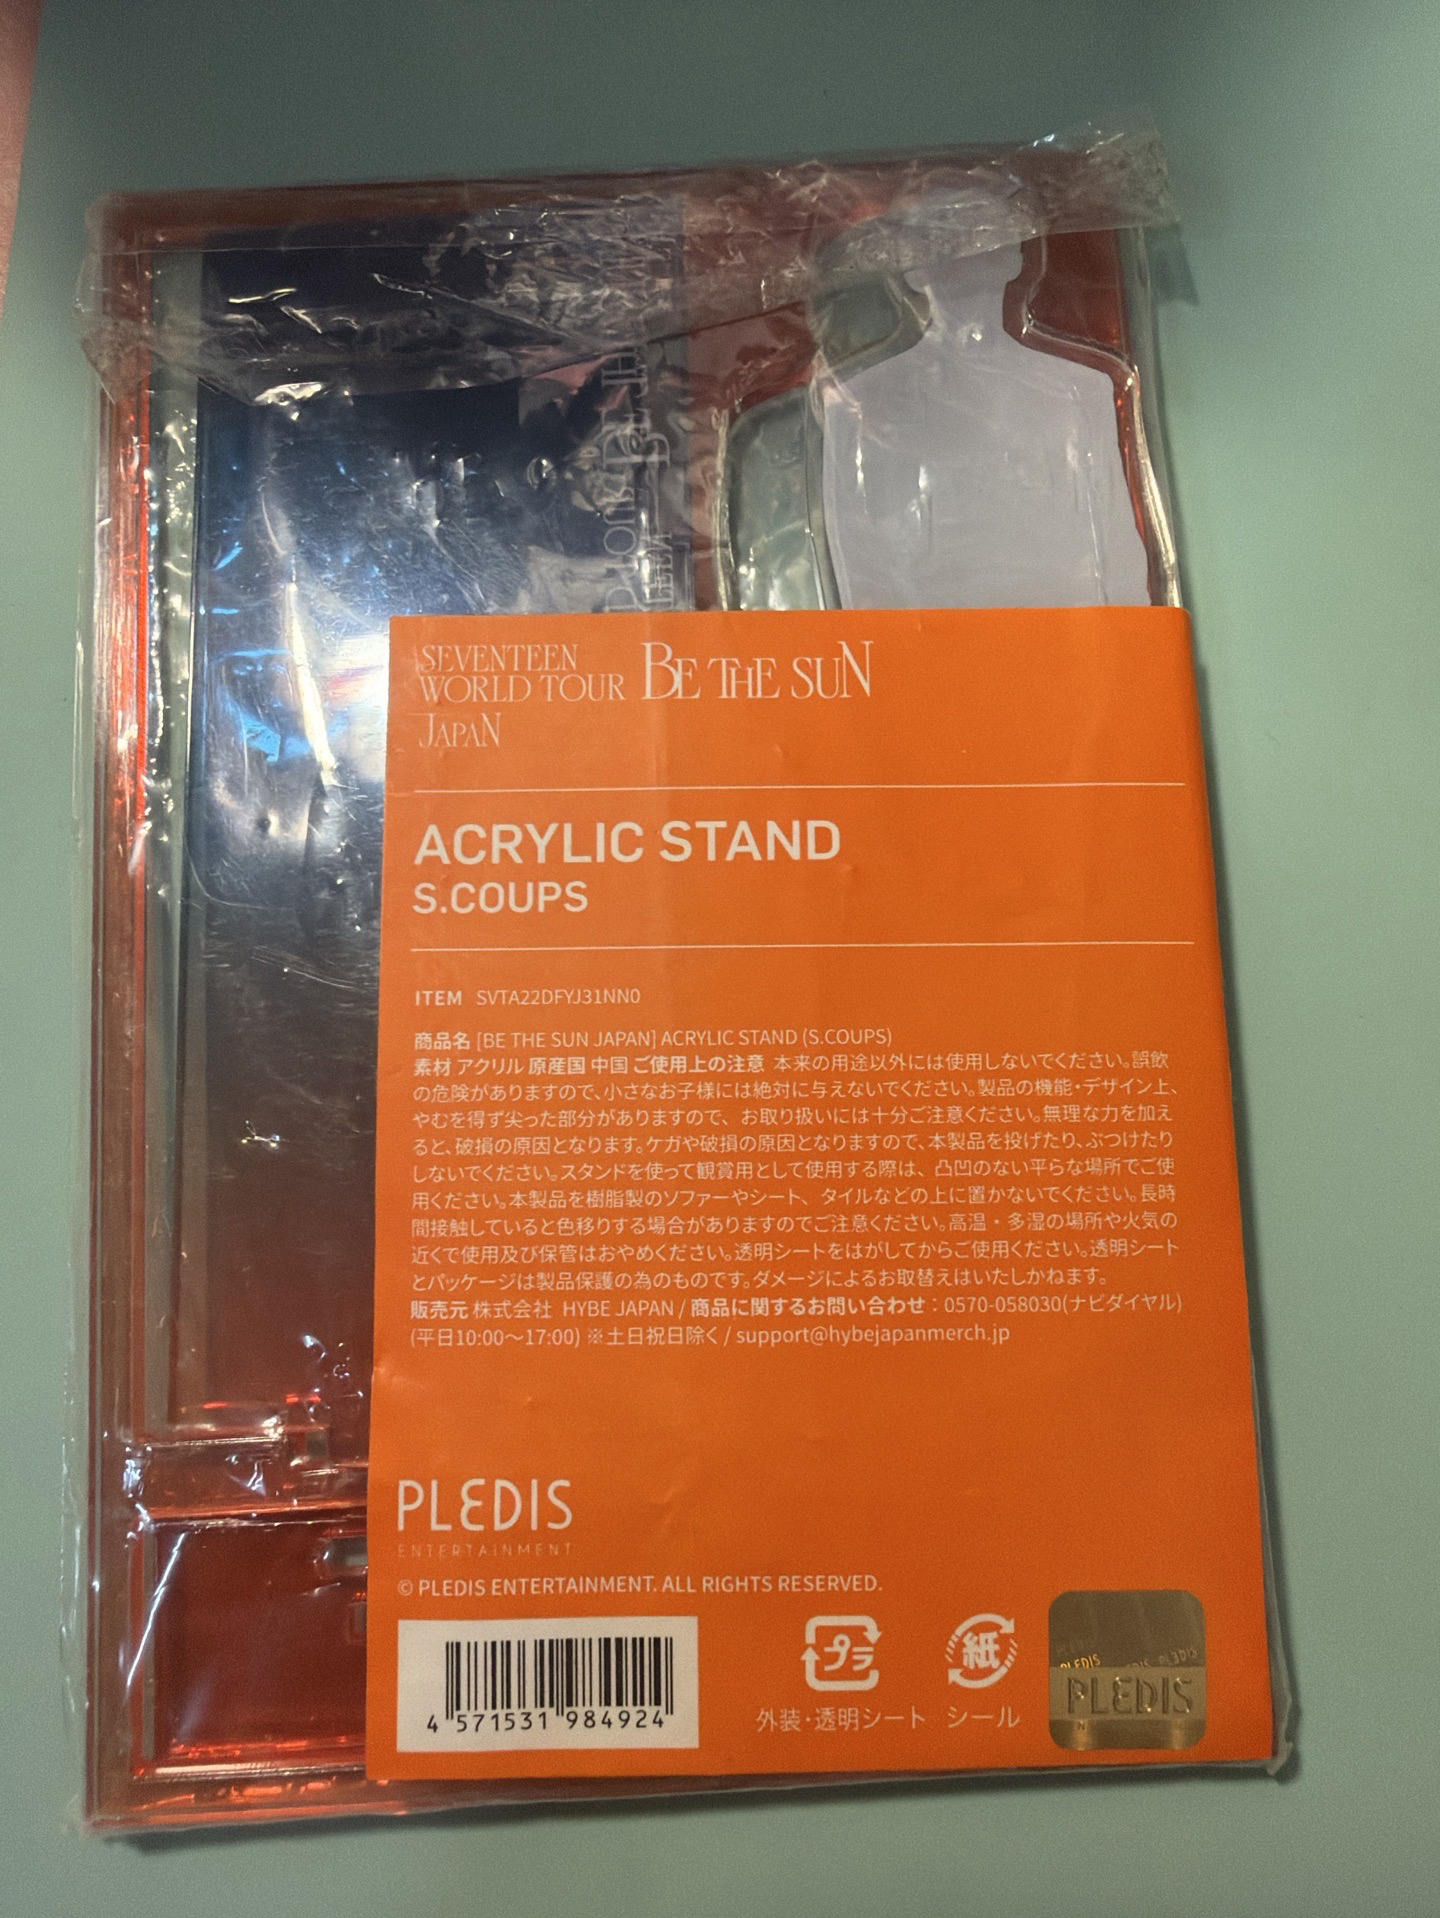 SEVENTEEN
WORLD TOUR BE THE SUN
JAPAN
ACRYLIC STAND
S.COUPS
ITEM SVTA22DFYJ31NN0
商品名 [BE THE SUN JAPAN] ACRYLIC STAND (S.COUPS)
素材 アクリル 原産国 中国 ご使用上の注意 本来の用途以外には使用しないでください。誤飲
の危険がありますので、小さなお子様には絶対に与えないでください。製品の機能・デザイン上、
やむを得ず尖った部分がありますので、お取り扱いには十分ご注意ください。無理な力を加え
ると、破損の原因となります。ケガや破損の原因となりますので、本製品を投げたり、ぶつけたり
しないでください。スタンドを使って観賞用として使用する際は、凸凹のない平らな場所でご使
用ください。本製品を樹脂製のソファーやシート、タイルなどの上に置かないでください。長時
間接触していると色移りする場合がありますのでご注意ください。高温・多湿の場所や火気の
近くで使用及び保管はおやめください。透明シートをはがしてからご使用ください。透明シート
とパッケージは製品保護の為のものです。ダメージによるお取替えはいたしかねます。
販売元 株式会社 HYBE JAPAN / 商品に関するお問い合わせ：0570-058030(ナビダイヤル)
(平日10:00～17:00) ※土日祝日除く / support@hybejapanmerch.jp
PLEDIS
ENTERTAINMENT
© PLEDIS ENTERTAINMENT. ALL RIGHTS RESERVED.
4 571531 984924
プラ
外装・透明シート
紙
シール
PLEDIS